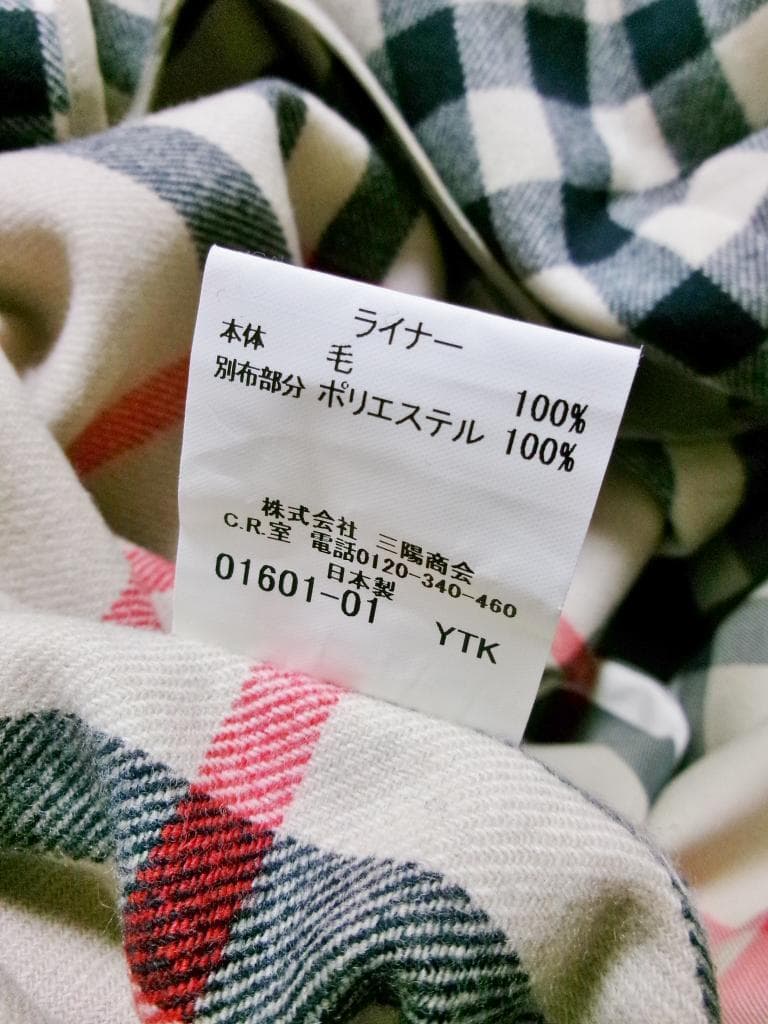 ライナー
本体 毛 100%
別布部分 ポリエステル 100%
株式会社 三陽商会
C.R.室 電話0120-340-460
日本製
01601-01 YTK